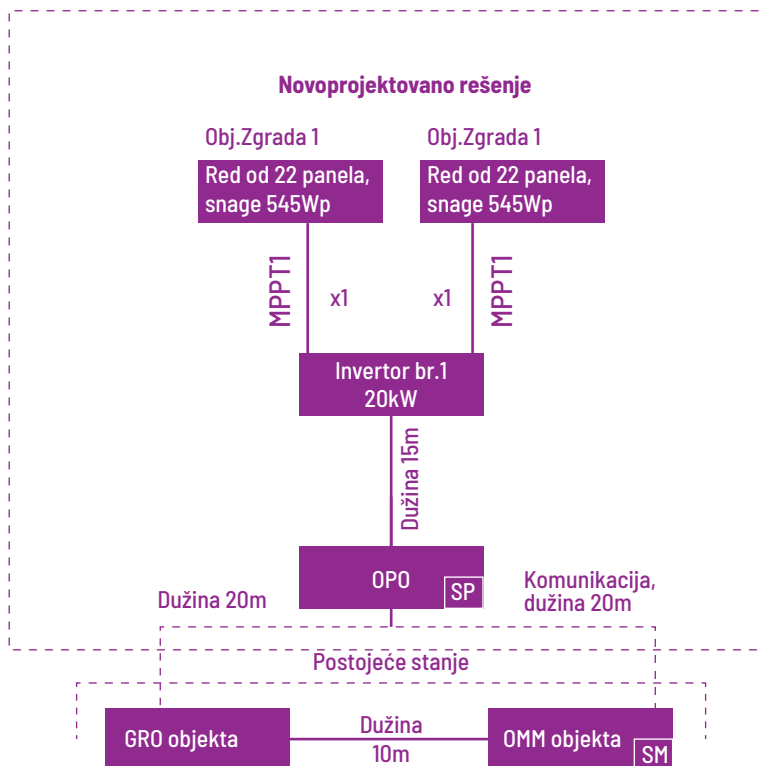 Novoprojektovano rešenje
Obj.Zgrada 1
Obj.Zgrada 1
Red od 22 panela,
snage 545Wp
Red od 22 panela,
snage 545Wp
MPPT1
x1
x1
MPPT1
Invertor br.1
20kW
Dužina 15m
OPO
SP
Dužina 20m
Komunikacija,
dužina 20m
Postojeće stanje
GRO objekta
Dužina
10m
OMM objekta
SM